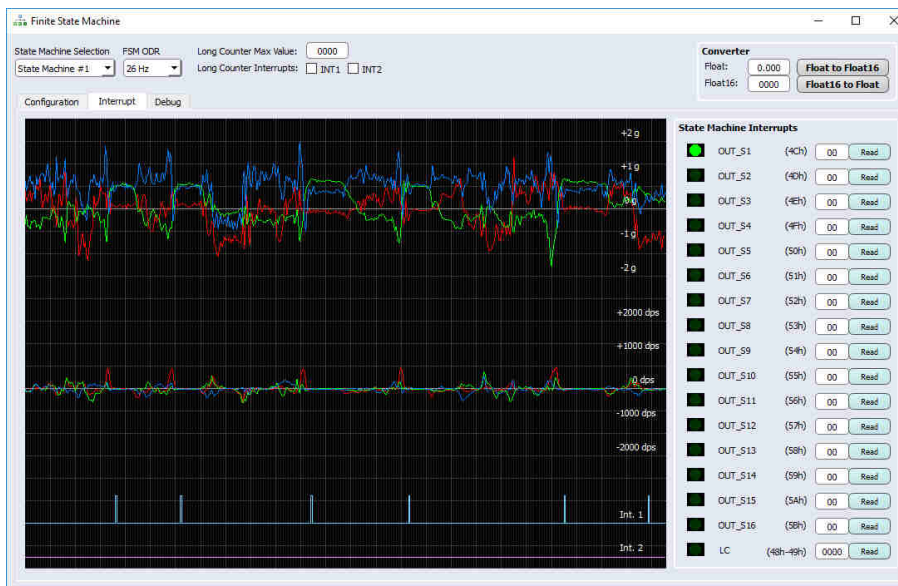 Finite State Machine
State Machine Selection FSM ODR Long Counter Max Value: 0000
State Machine #1 26 Hz Long Counter Interrupts: INT1 INT2
Converter
Float: 0.000 Float to Float16
Float16: 0000 Float16 to Float
Configuration Interrupt Debug
+2 g
+1 g
0 g
-1 g
-2 g
+2000 dps
+1000 dps
0 dps
-1000 dps
-2000 dps
Int. 1
Int. 2
State Machine Interrupts
OUT_S1 (4Ch) 00 Read
OUT_S2 (4Dh) 00 Read
OUT_S3 (4Eh) 00 Read
OUT_S4 (4Fh) 00 Read
OUT_S5 (50h) 00 Read
OUT_S6 (51h) 00 Read
OUT_S7 (52h) 00 Read
OUT_S8 (53h) 00 Read
OUT_S9 (54h) 00 Read
OUT_S10 (55h) 00 Read
OUT_S11 (56h) 00 Read
OUT_S12 (57h) 00 Read
OUT_S13 (58h) 00 Read
OUT_S14 (59h) 00 Read
OUT_S15 (5Ah) 00 Read
OUT_S16 (5Bh) 00 Read
LC (48h-49h) 0000 Read